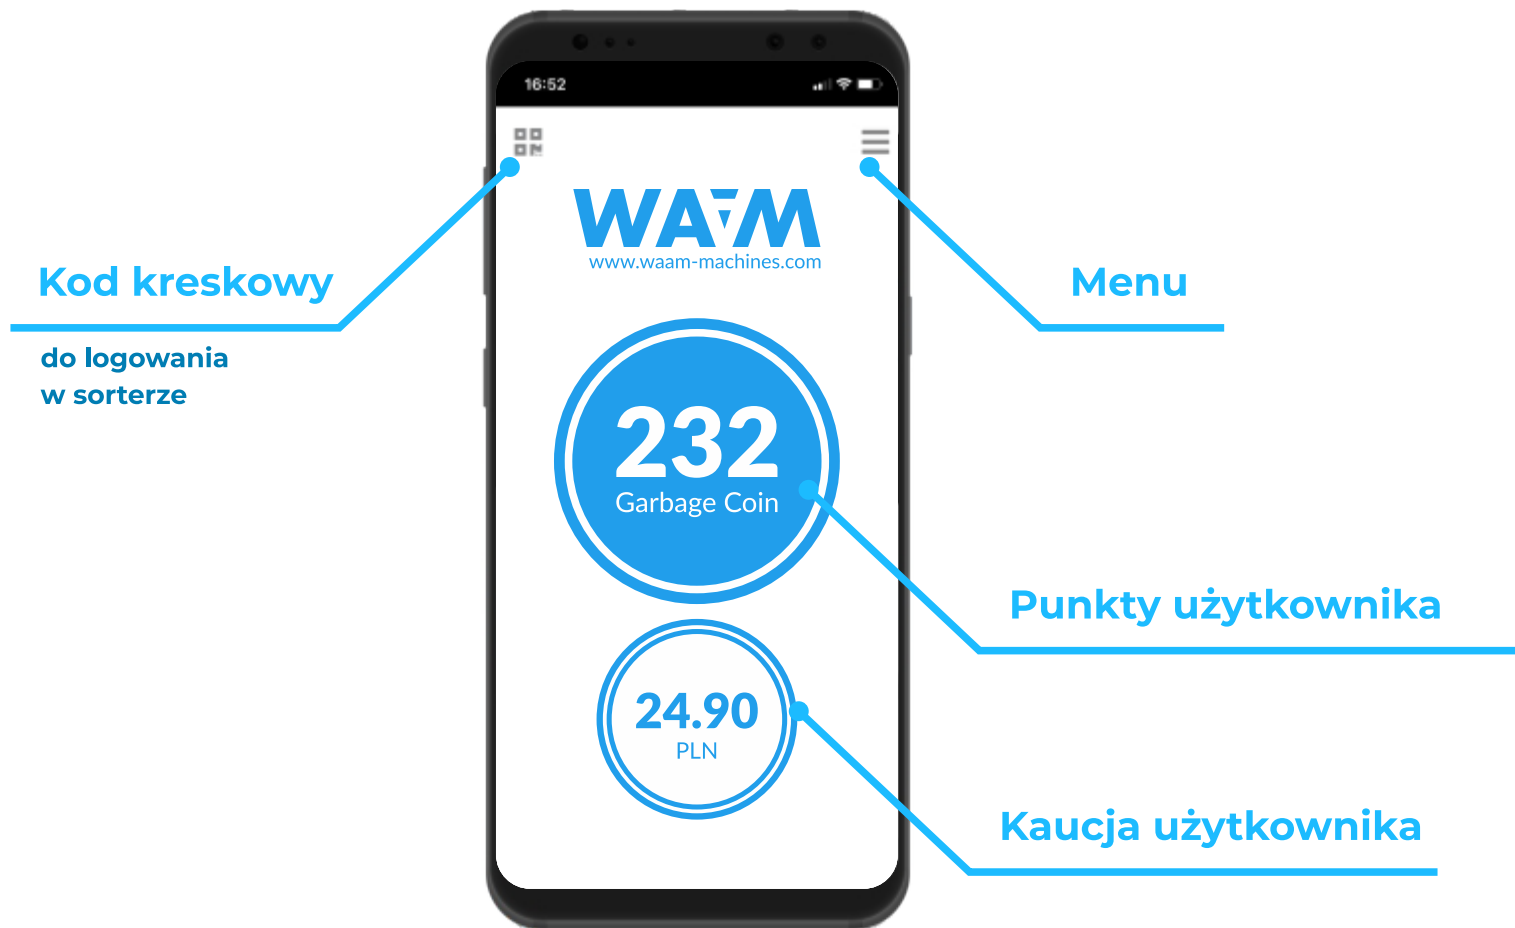 16:52
WAAM
www.waam-machines.com
Kod kreskowy
do logowania
w sorterze
Menu
232
Garbage Coin
Punkty użytkownika
24.90
PLN
Kaucja użytkownika